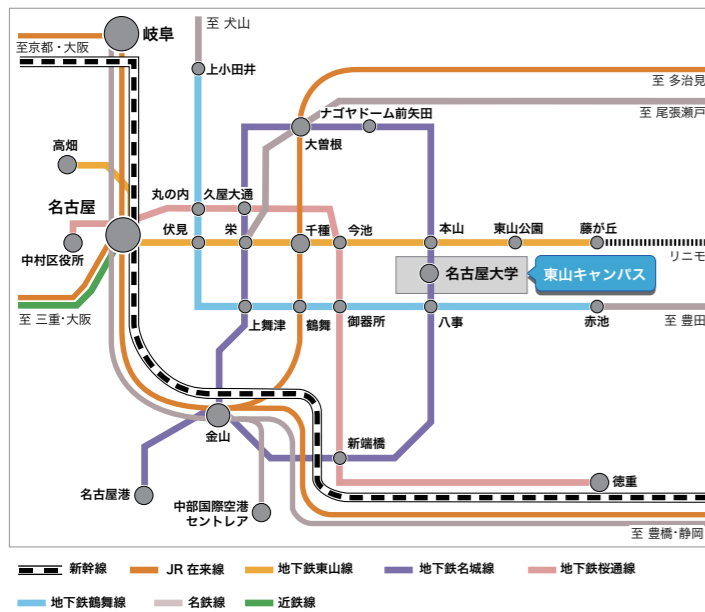 至 犬山
岐阜
至京都・大阪
上小田井
至 多治見
ナゴヤドーム前矢田
至 尾張瀬戸
大曽根
高畑
丸の内
久屋大通
名古屋
伏見
栄
千種
今池
本山
東山公園
藤が丘
中村区役所
リニモ
名古屋大学
東山キャンパス
至 三重・大阪
上舞津
鶴舞
御器所
八事
赤池
至 豊田
金山
新端橋
名古屋港
中部国際空港
セントレア
徳重
至 豊橋・静岡
新幹線
JR 在来線
地下鉄東山線
地下鉄名城線
地下鉄桜通線
地下鉄鶴舞線
名鉄線
近鉄線